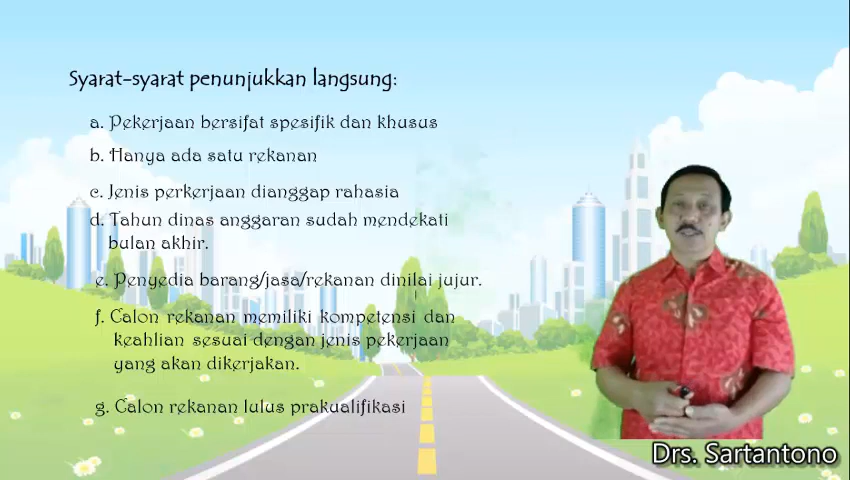 Syarat-syarat penunjukkan langsung:
a. Pekerjaan bersifat spesifik dan khusus
b. Hanya ada satu rekanan
c. Jenis perkerjaan dianggap rahasia
d. Tahun dinas anggaran sudah mendekati
bulan akhir.
e. Penyedia barang/jasa/rekanan dinilai jujur.
f. Calon rekanan memiliki kompetensi dan
keahlian sesuai dengan jenis pekerjaan
yang akan dikerjakan.
g. Calon rekanan lulus prakualifikasi
Drs. Sartantono